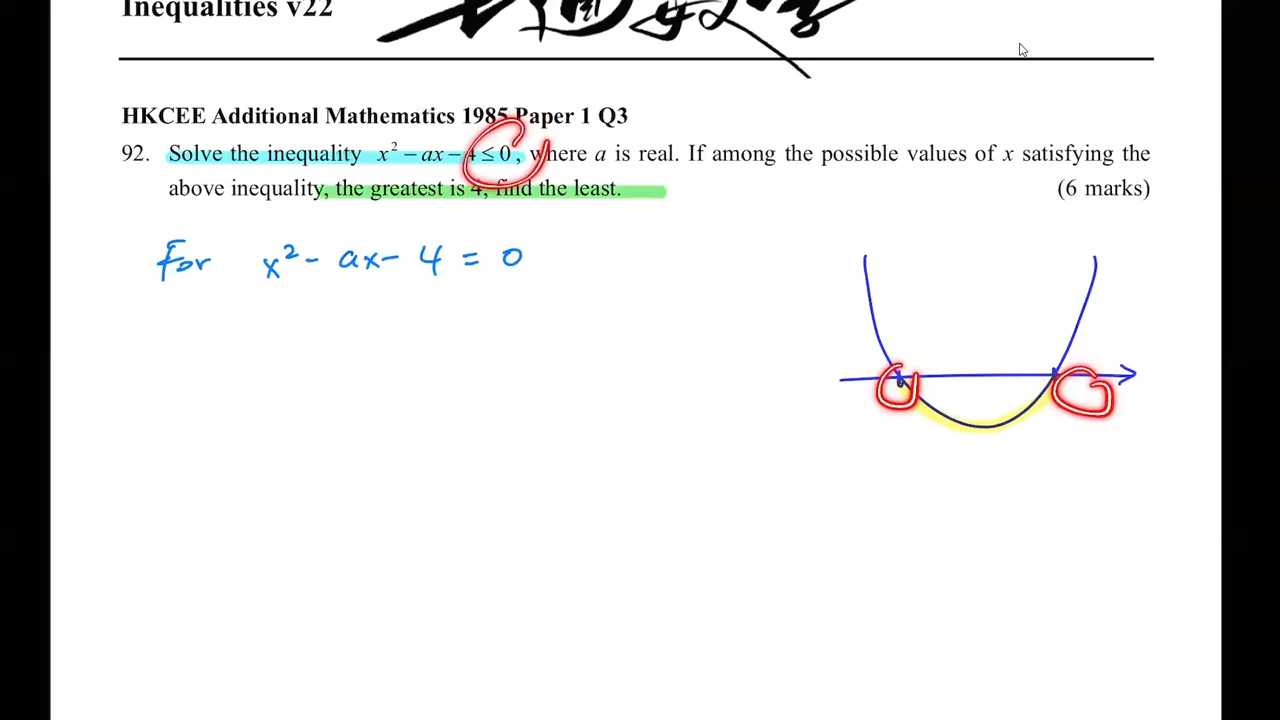 Inequalities v22
數
HKCEE Additional Mathematics 1985 Paper 1 Q3
92. Solve the inequality x² – ax – 4 ≤ 0, where a is real. If among the possible values of x satisfying the
above inequality, the greatest is 4, find the least. (6 marks)
For x² - ax - 4 = 0